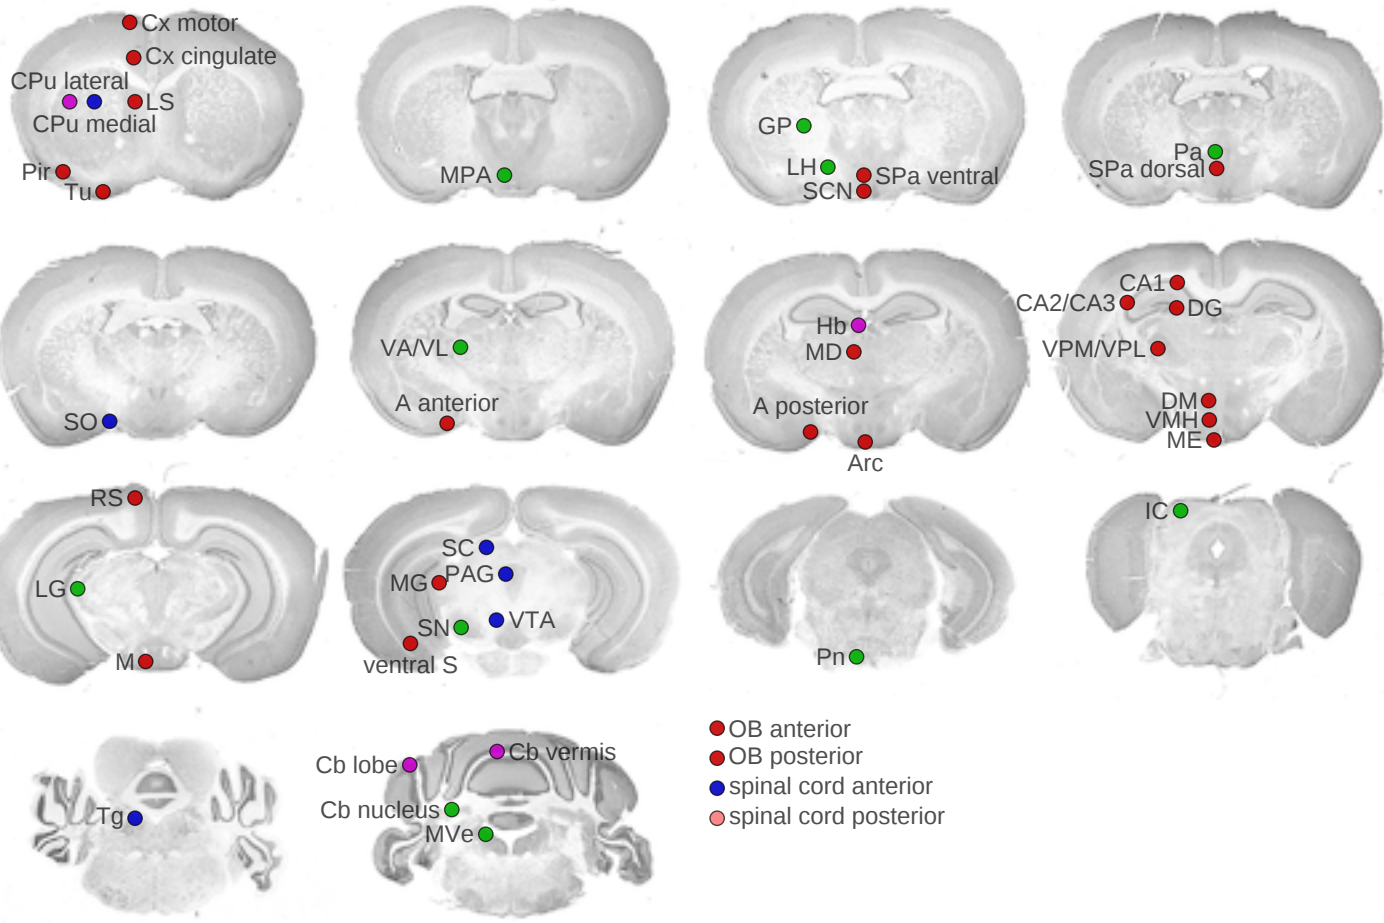 Cx motor
Cx cingulate
CPu lateral
LS
CPu medial
Pir
Tu
MPA
GP
LH
SPa ventral
SCN
Pa
SPa dorsal
SO
VA/VL
A anterior
Hb
MD
A posterior
Arc
CA1
CA2/CA3
DG
VPM/VPL
DM
VMH
ME
RS
LG
M
SC
MG
PAG
SN
VTA
ventral S
Pn
IC
Tg
Cb lobe
Cb vermis
Cb nucleus
MVe
OB anterior
OB posterior
spinal cord anterior
spinal cord posterior